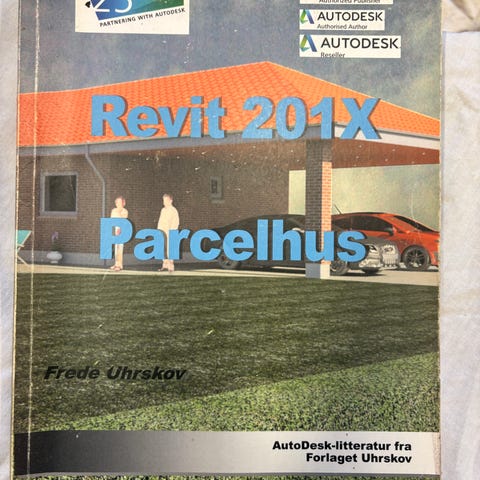 25
PARTNERING WITH AUTODESK
Authorized Publisher
AUTODESK.
Authorised Author
AUTODESK.
Reseller
Revit 201X
Parcelhus
Frede Uhrskov
AutoDesk-litteratur fra
Forlaget Uhrskov